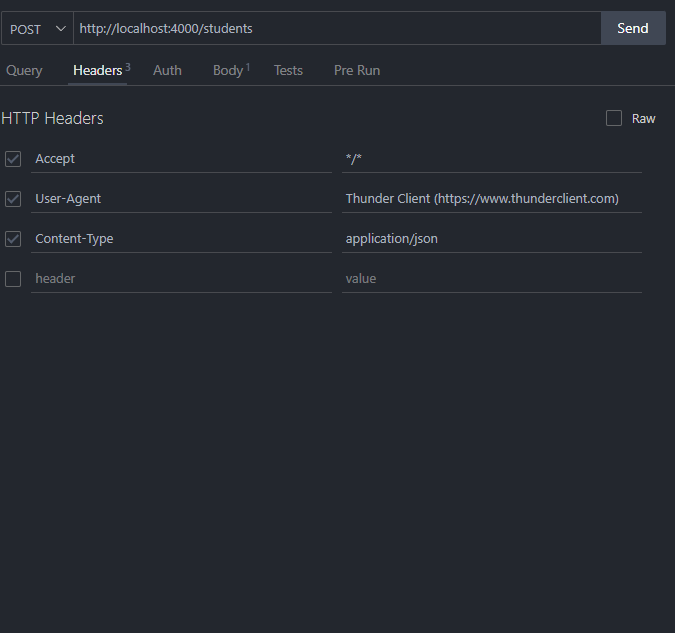 POST http://localhost:4000/students Send
Query Headers 3 Auth Body 1 Tests Pre Run
HTTP Headers Raw
Accept */*
User-Agent Thunder Client (https://www.thunderclient.com)
Content-Type application/json
header value